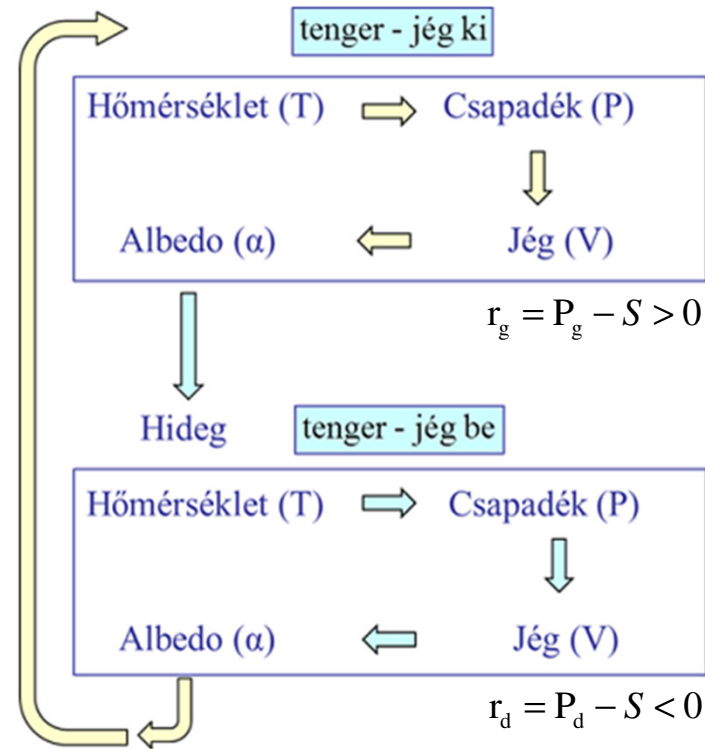 tenger - jég ki
Hőmérséklet (T) Csapadék (P)
Albedo (α) Jég (V)
r_g = P_g − S > 0
Hideg tenger - jég be
Hőmérséklet (T) Csapadék (P)
Albedo (α) Jég (V)
r_d = P_d − S < 0